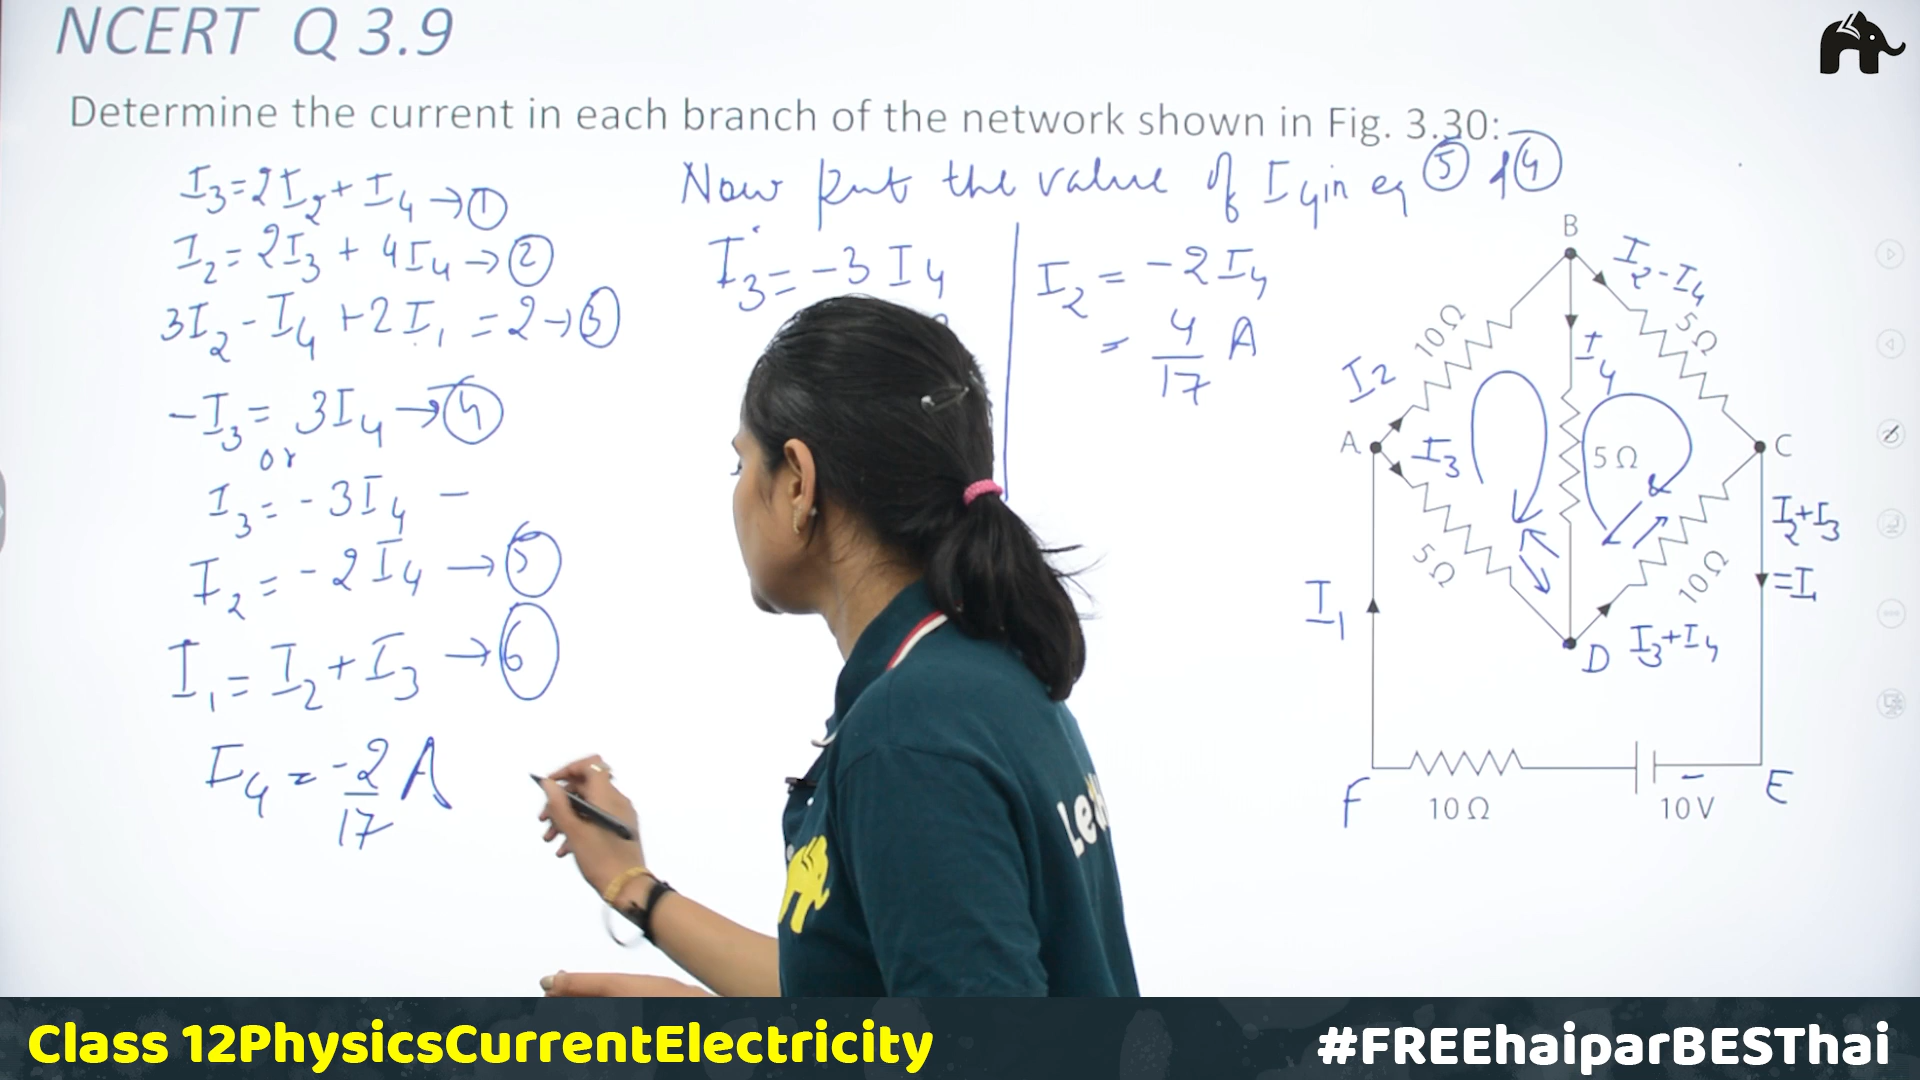 NCERT Q 3.9
Determine the current in each branch of the network shown in Fig. 3.30:
I₃ = 2I₂ + I₄ → ①
I₂ = 2I₃ + 4I₄ → ②
3I₂ - I₄ + 2I₁ = 2 → ③
-I₃ = 3I₄ → ④
or
I₃ = -3I₄ -
I₂ = -2I₄ → ⑤
I₁ = I₂ + I₃ → ⑥
I₄ = -2/17 A
Now put the value of I₄ in eq ⑤ & ④
I₃ = -3 I₄
I₂ = -2I₄
= 4/17 A
B
I₂ - I₄
10Ω
5Ω
I₄
I₂
A
I₃
5Ω
C
I₂+I₃
=I₁
5Ω
10Ω
I₁
D
I₃+I₄
F
10Ω
-
10V
E
Class 12PhysicsCurrentElectricity
#FREEhaiparBESThai